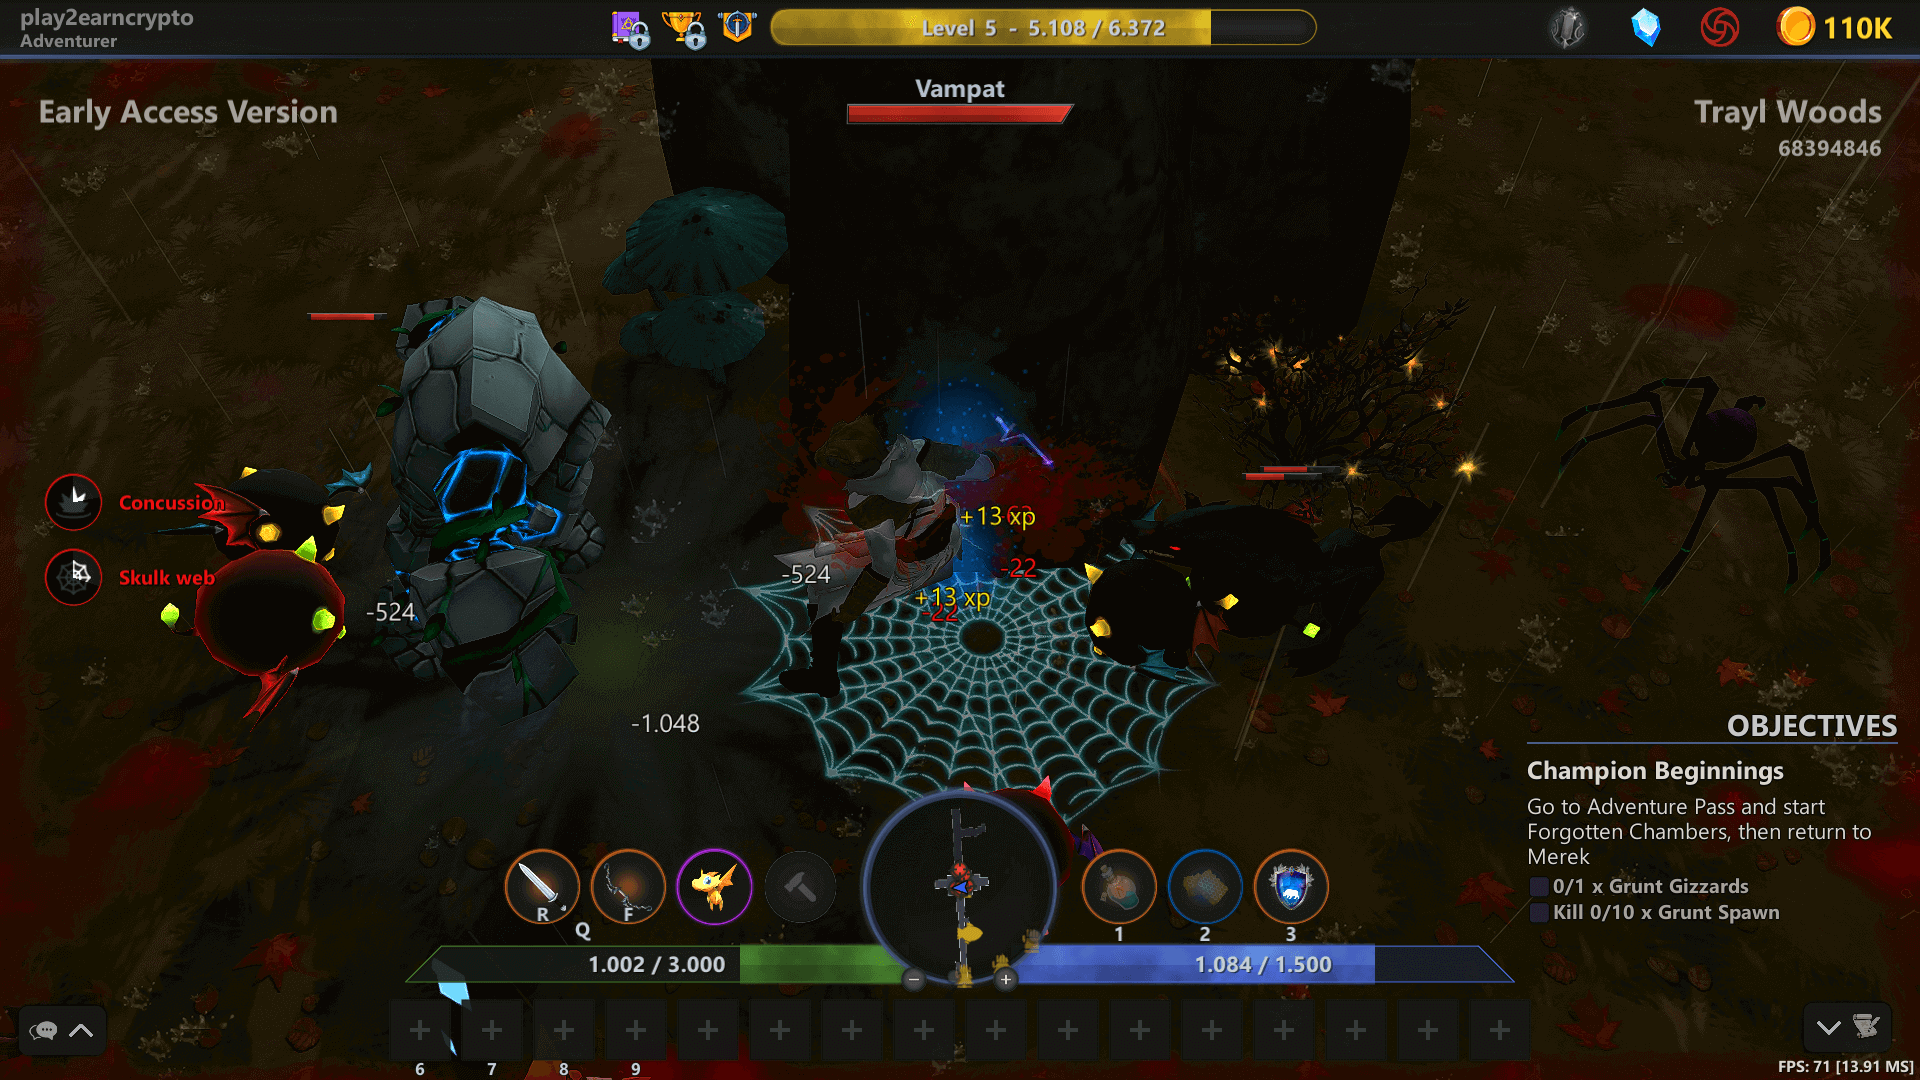 play2earncrypto
Adventurer
Level 5 - 5.108 / 6.372
110K
Early Access Version
Vampat
Trayl Woods
68394846
Concussion
Skulk web
+13 xp
-524
-22
+13 xp
-22
-524
-1.048
OBJECTIVES
Champion Beginnings
Go to Adventure Pass and start
Forgotten Chambers, then return to
Merek
0/1 x Grunt Gizzards
Kill 0/10 x Grunt Spawn
R
F
Q
1
2
3
1.002 / 3.000
1.084 / 1.500
6
7
8
9
FPS: 71 [13.91 MS]